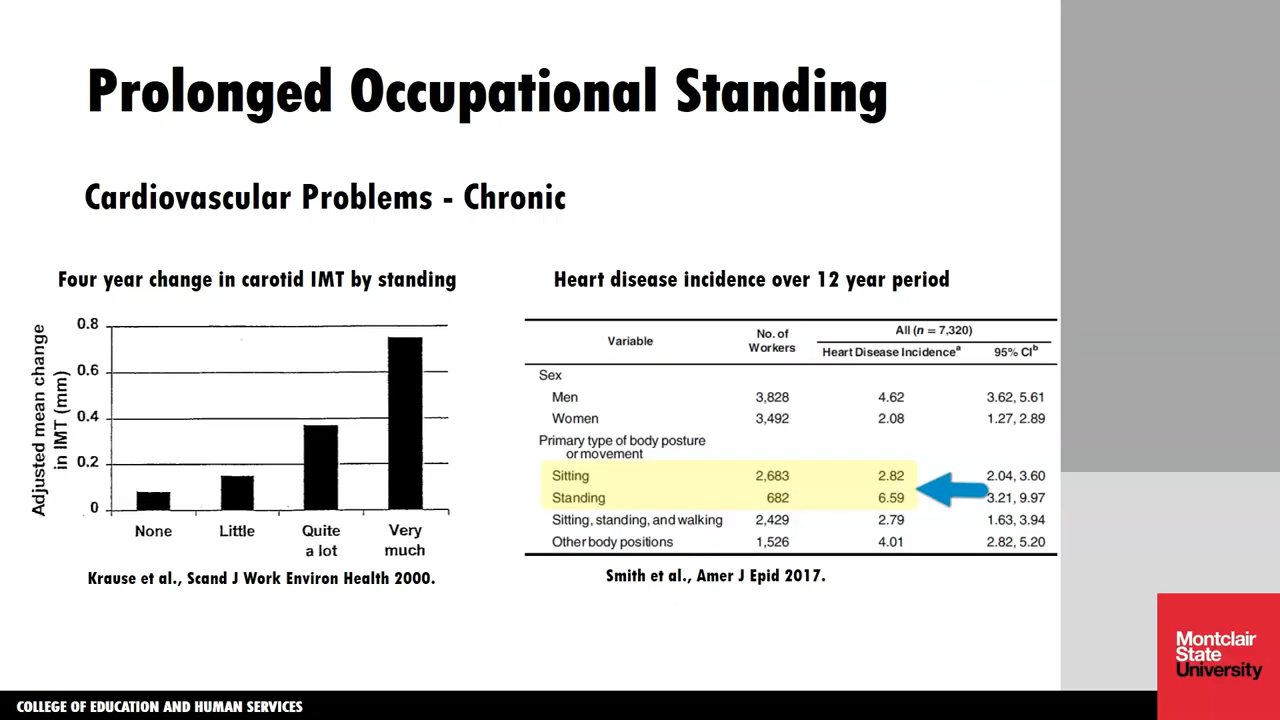 Prolonged Occupational Standing
Cardiovascular Problems - Chronic
Four year change in carotid IMT by standing
Adjusted mean change
in IMT (mm)
0.8
0.6
0.4
0.2
0
None
Little
Quite
a lot
Very
much
Krause et al., Scand J Work Environ Health 2000.
Heart disease incidence over 12 year period
Variable
No. of
Workers
All (n = 7,320)
Heart Disease Incidenceᵃ
95% CIᵇ
Sex
Men 3,828 4.62 3.62, 5.61
Women 3,492 2.08 1.27, 2.89
Primary type of body posture
or movement
Sitting 2,683 2.82 2.04, 3.60
Standing 682 6.59 3.21, 9.97
Sitting, standing, and walking 2,429 2.79 1.63, 3.94
Other body positions 1,526 4.01 2.82, 5.20
Smith et al., Amer J Epid 2017.
Montclair
State
University
COLLEGE OF EDUCATION AND HUMAN SERVICES